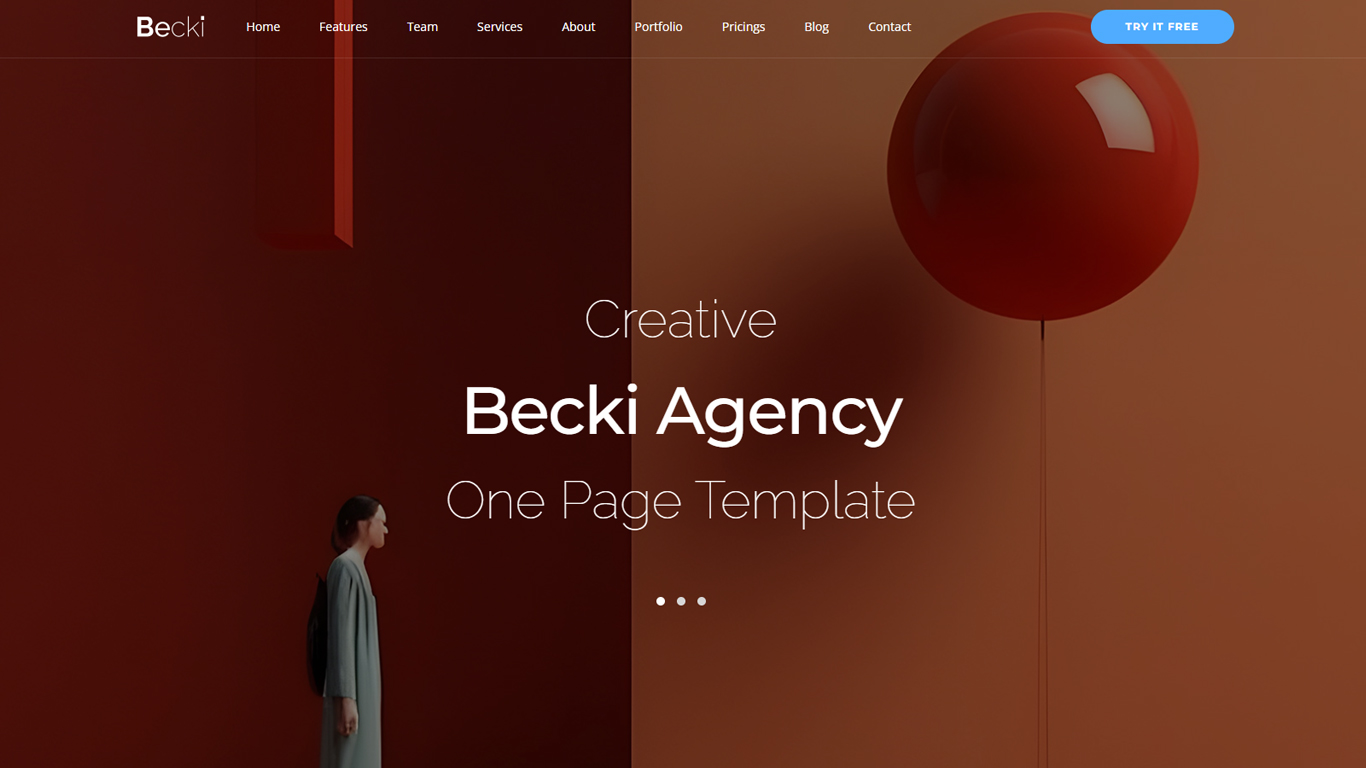 Becki
Home Features Team Services About Portfolio Pricings Blog Contact
TRY IT FREE
Creative
Becki Agency
One Page Template